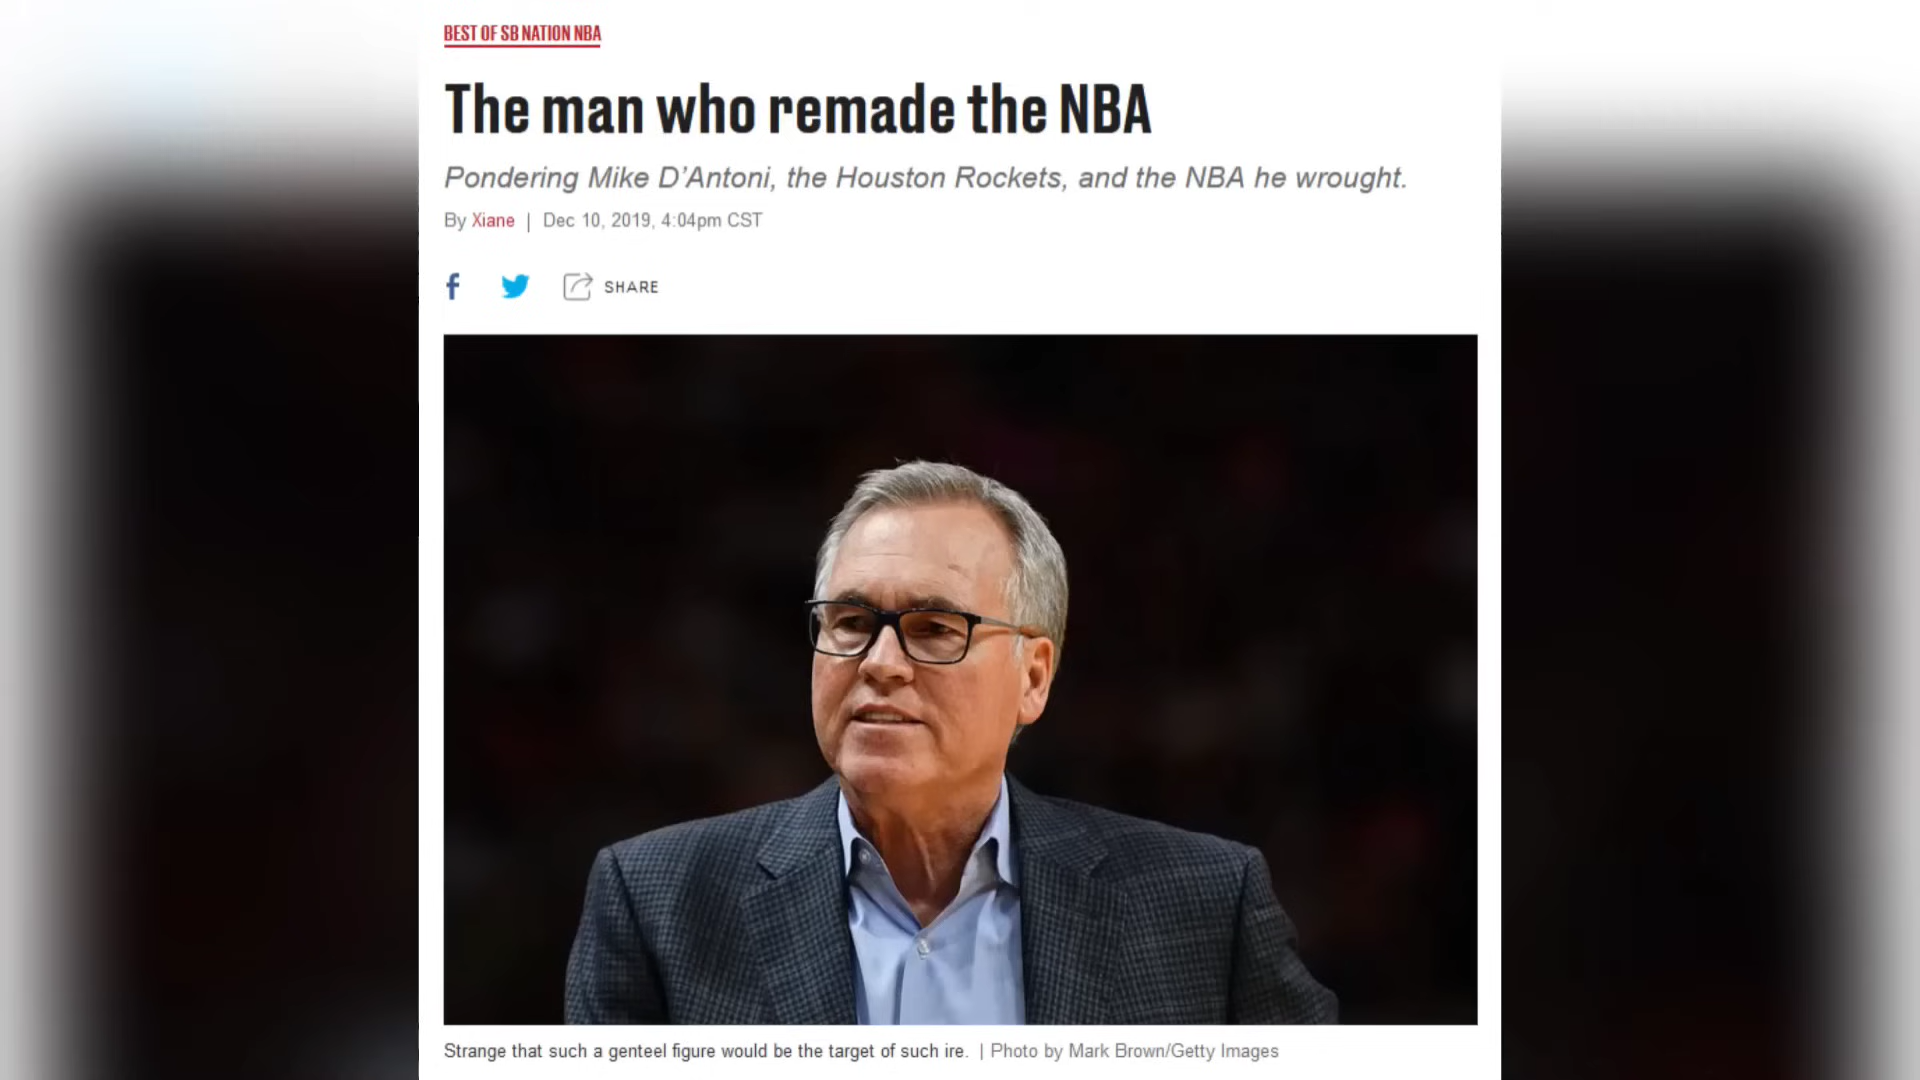 BEST OF SB NATION NBA
The man who remade the NBA
Pondering Mike D'Antoni, the Houston Rockets, and the NBA he wrought.
By Xiane | Dec 10, 2019, 4:04pm CST
SHARE
Strange that such a genteel figure would be the target of such ire. | Photo by Mark Brown/Getty Images